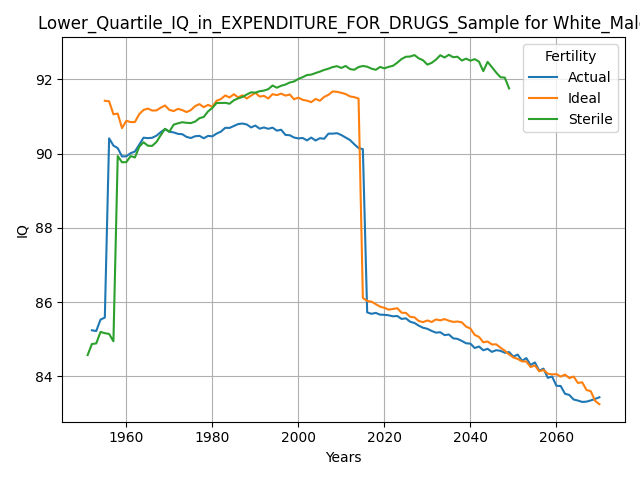 Lower_Quartile_IQ_in_EXPENDITURE_FOR_DRUGS_Sample for White_Mal
Fertility
Actual
Ideal
Sterile
IQ
92
90
88
86
84
1960
1980
2000
2020
2040
2060
Years